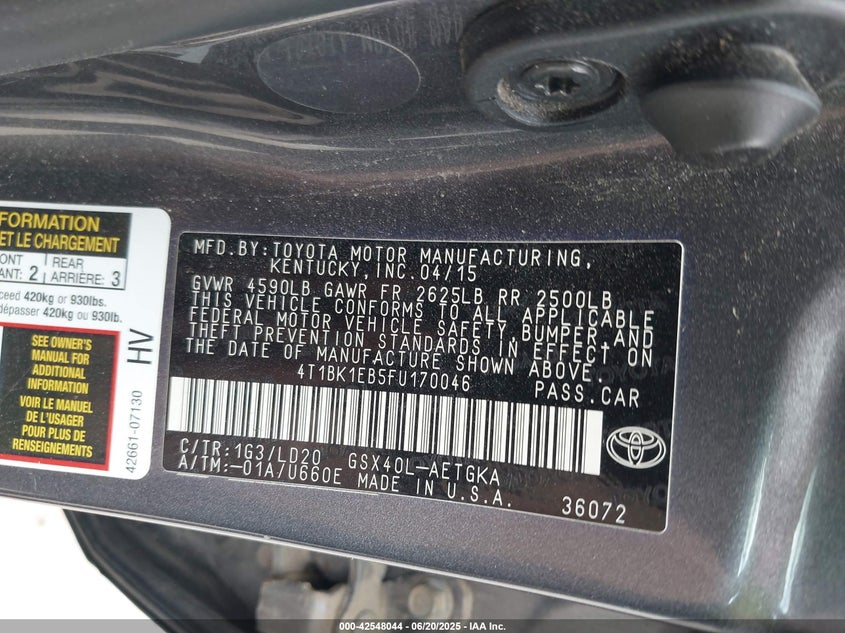 FORMATION
ET LE CHARGEMENT
ONT
ANT: 2
REAR
ARRIÈRE: 3
ceed 420kg or 930lbs.
dépasser 420kg ou 930lb.
SEE OWNER'S
MANUAL FOR
ADDITIONAL
INFORMATION
VOIR LE MANUEL
DE L'USAGER
POUR PLUS DE
RENSEIGNEMENTS
HV
42661-07130
MFD.BY:TOYOTA MOTOR MANUFACTURING,
KENTUCKY, INC. 04/15
GVWR 4590LB GAWR FR 2625LB RR 2500LB
THIS VEHICLE CONFORMS TO ALL APPLICABLE
FEDERAL MOTOR VEHICLE SAFETY,BUMPER,AND
THEFT PREVENTION STANDARDS IN EFFECT ON
THE DATE OF MANUFACTURE SHOWN ABOVE.
4T1BK1EB5FU170046 PASS.CAR
C/TR:1G3/LD20 GSX40L-AETGKA
A/TM:-01A/U660E MADE IN U.S.A.
36072
000-42548044 - 06/20/2025 - IAA Inc.